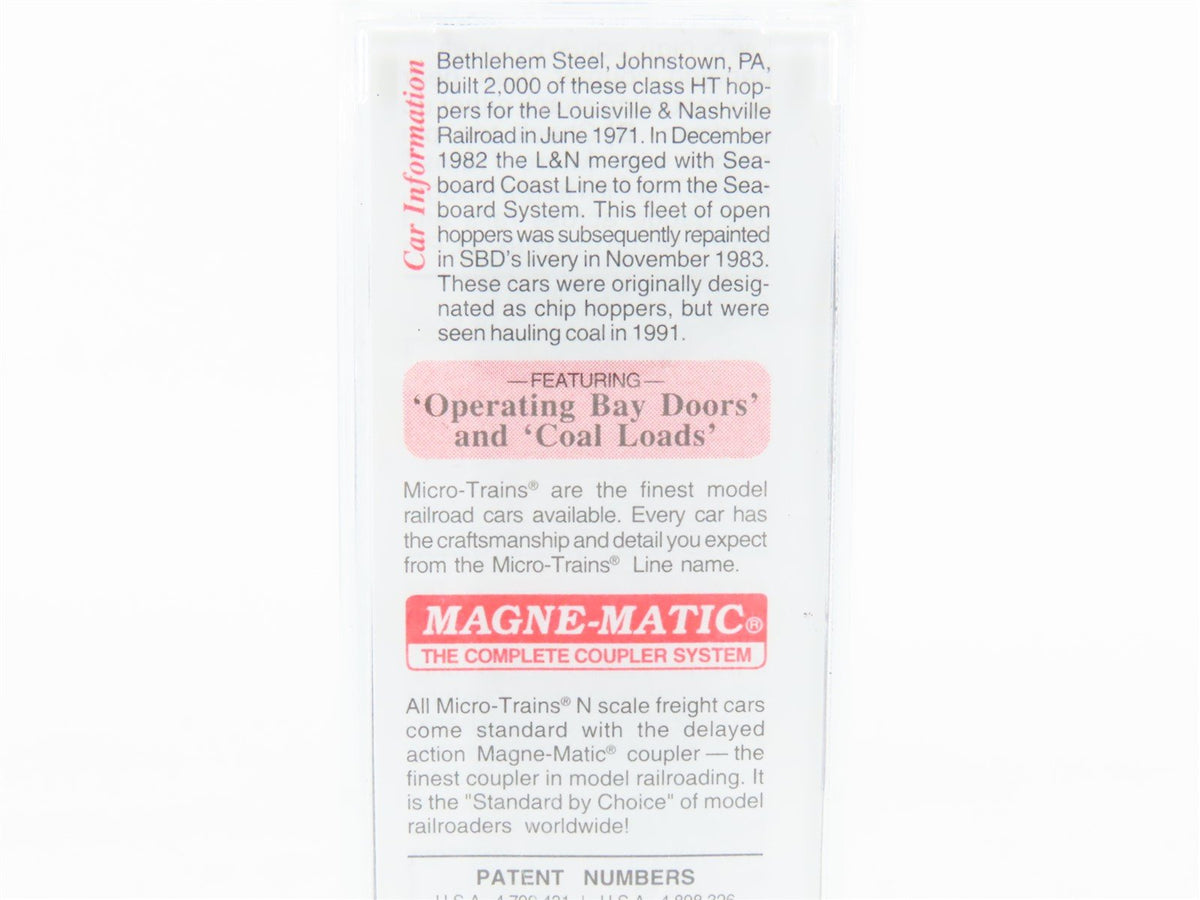 Car Information
Bethlehem Steel, Johnstown, PA,
built 2,000 of these class HT hop-
pers for the Louisville & Nashville
Railroad in June 1971. In December
1982 the L&N merged with Sea-
board Coast Line to form the Sea-
board System. This fleet of open
hoppers was subsequently repainted
in SBD's livery in November 1983.
These cars were originally desig-
nated as chip hoppers, but were
seen hauling coal in 1991.
—FEATURING—
‘Operating Bay Doors’
and ‘Coal Loads’
Micro-Trains® are the finest model
railroad cars available. Every car has
the craftsmanship and detail you expect
from the Micro-Trains® Line name.
MAGNE-MATIC®
THE COMPLETE COUPLER SYSTEM
All Micro-Trains® N scale freight cars
come standard with the delayed
action Magne-Matic® coupler — the
finest coupler in model railroading. It
is the "Standard by Choice" of model
railroaders worldwide!
PATENT NUMBERS